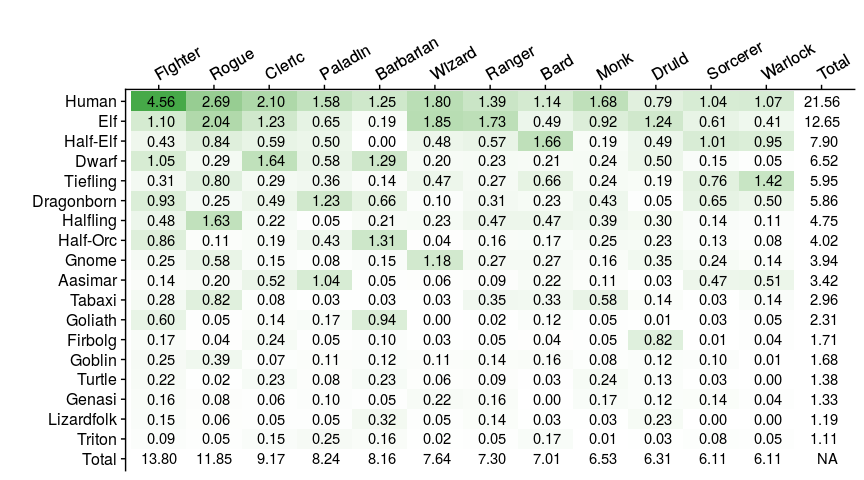 Fighter Rogue Cleric Paladin Barbarian Wizard Ranger Bard Monk Druid Sorcerer Warlock Total
Human 4.56 2.69 2.10 1.58 1.25 1.80 1.39 1.14 1.68 0.79 1.04 1.07 21.56
Elf 1.10 2.04 1.23 0.65 0.19 1.85 1.73 0.49 0.92 1.24 0.61 0.41 12.65
Half-Elf 0.43 0.84 0.59 0.50 0.00 0.48 0.57 1.66 0.19 0.49 1.01 0.95 7.90
Dwarf 1.05 0.29 1.64 0.58 1.29 0.20 0.23 0.21 0.24 0.50 0.15 0.05 6.52
Tiefling 0.31 0.80 0.29 0.36 0.14 0.47 0.27 0.66 0.24 0.19 0.76 1.42 5.95
Dragonborn 0.93 0.25 0.49 1.23 0.66 0.10 0.31 0.23 0.43 0.05 0.65 0.50 5.86
Halfling 0.48 1.63 0.22 0.05 0.21 0.23 0.47 0.47 0.39 0.30 0.14 0.11 4.75
Half-Orc 0.86 0.11 0.19 0.43 1.31 0.04 0.16 0.17 0.25 0.23 0.13 0.08 4.02
Gnome 0.25 0.58 0.15 0.08 0.15 1.18 0.27 0.27 0.16 0.35 0.24 0.14 3.94
Aasimar 0.14 0.20 0.52 1.04 0.05 0.06 0.09 0.22 0.11 0.03 0.47 0.51 3.42
Tabaxi 0.28 0.82 0.08 0.03 0.03 0.03 0.35 0.33 0.58 0.14 0.03 0.14 2.96
Goliath 0.60 0.05 0.14 0.17 0.94 0.00 0.02 0.12 0.05 0.01 0.03 0.05 2.31
Firbolg 0.17 0.04 0.24 0.05 0.10 0.03 0.05 0.04 0.05 0.82 0.01 0.04 1.71
Goblin 0.25 0.39 0.07 0.11 0.12 0.11 0.14 0.16 0.08 0.12 0.10 0.01 1.68
Turtle 0.22 0.02 0.23 0.08 0.23 0.06 0.09 0.03 0.24 0.13 0.03 0.00 1.38
Genasi 0.16 0.08 0.06 0.10 0.05 0.22 0.16 0.00 0.17 0.12 0.14 0.04 1.33
Lizardfolk 0.15 0.06 0.05 0.05 0.32 0.05 0.14 0.03 0.03 0.23 0.00 0.00 1.19
Triton 0.09 0.05 0.15 0.25 0.16 0.02 0.05 0.17 0.01 0.03 0.08 0.05 1.11
Total 13.80 11.85 9.17 8.24 8.16 7.64 7.30 7.01 6.53 6.31 6.11 6.11 NA